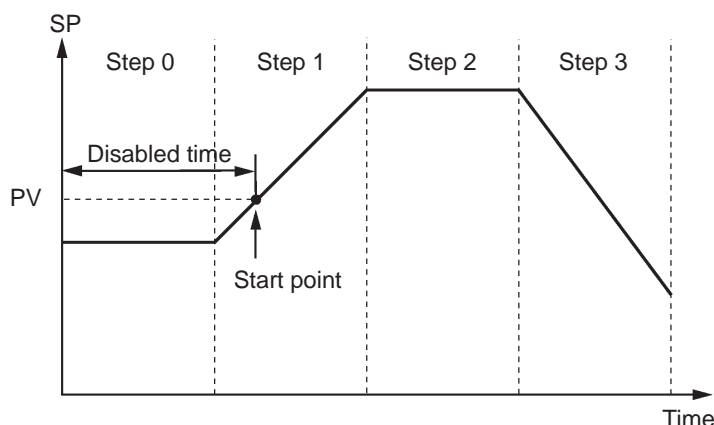 SP
Step 0
Step 1
Step 2
Step 3
Disabled time
PV
Start point
Time